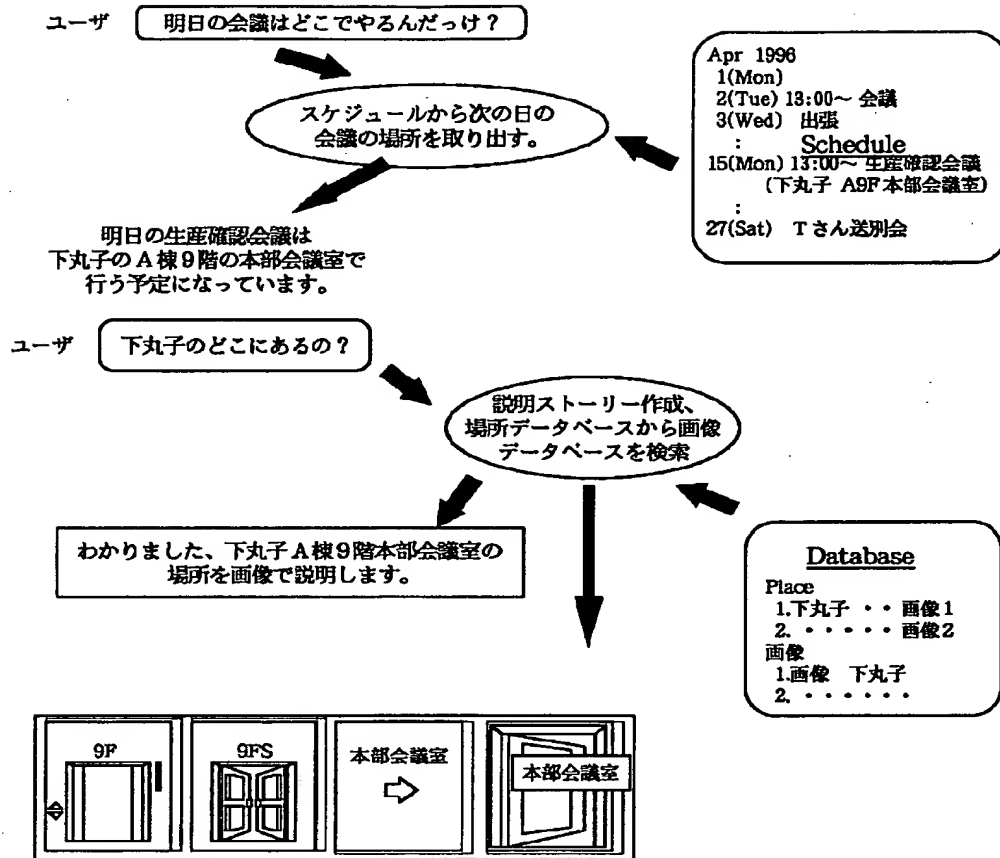 ユーザ
明日の会議はどこでやるんだっけ？
スケジュールから次の日の
会議の場所を取り出す。
Apr 1996
1(Mon)
2(Tue) 13:00～ 会議
3(Wed) 出張
:
Schedule
15(Mon) 13:00～ 生産確認会議
(下丸子 A9F本部会議室)
:
27(Sat) Tさん送別会
明日の生産確認会議は
下丸子のA棟9階の本部会議室で
行う予定になっています。
ユーザ
下丸子のどこにあるの？
説明ストーリー作成、
場所データベースから画像
データベースを検索
わかりました、下丸子A棟9階本部会議室の
場所を画像で説明します。
Database
Place
1.下丸子 ・・ 画像1
2. ・・・・・ 画像2
画像
1.画像 下丸子
2. ・・・・・・
9F
9FS
本部会議室
本部会議室